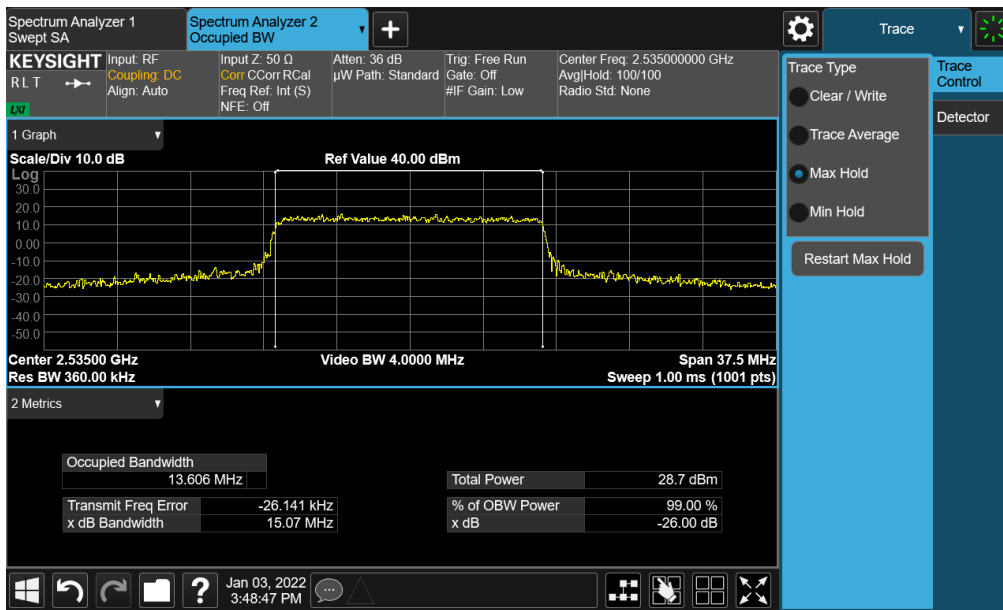 Spectrum Analyzer 1
Swept SA
Spectrum Analyzer 2
Occupied BW
Trace
KEYSIGHT
R L T
LXI
Input: RF
Coupling: DC
Align: Auto
Input Z: 50 Ω
Corr CCorr RCal
Freq Ref: Int (S)
NFE: Off
Atten: 36 dB
µW Path: Standard
Trig: Free Run
Gate: Off
#IF Gain: Low
Center Freq: 2.535000000 GHz
Avg|Hold: 100/100
Radio Std: None
Trace Type
Clear / Write
Trace Average
Max Hold
Min Hold
Restart Max Hold
Trace
Control
Detector
1 Graph
Scale/Div 10.0 dB
Ref Value 40.00 dBm
Log
30.0
20.0
10.0
0.00
-10.0
-20.0
-30.0
-40.0
-50.0
Center 2.53500 GHz
Video BW 4.0000 MHz
Span 37.5 MHz
Res BW 360.00 kHz
Sweep 1.00 ms (1001 pts)
2 Metrics
Occupied Bandwidth
13.606 MHz
Total Power 28.7 dBm
Transmit Freq Error -26.141 kHz
% of OBW Power 99.00 %
x dB Bandwidth 15.07 MHz
x dB -26.00 dB
?
Jan 03, 2022
3:48:47 PM